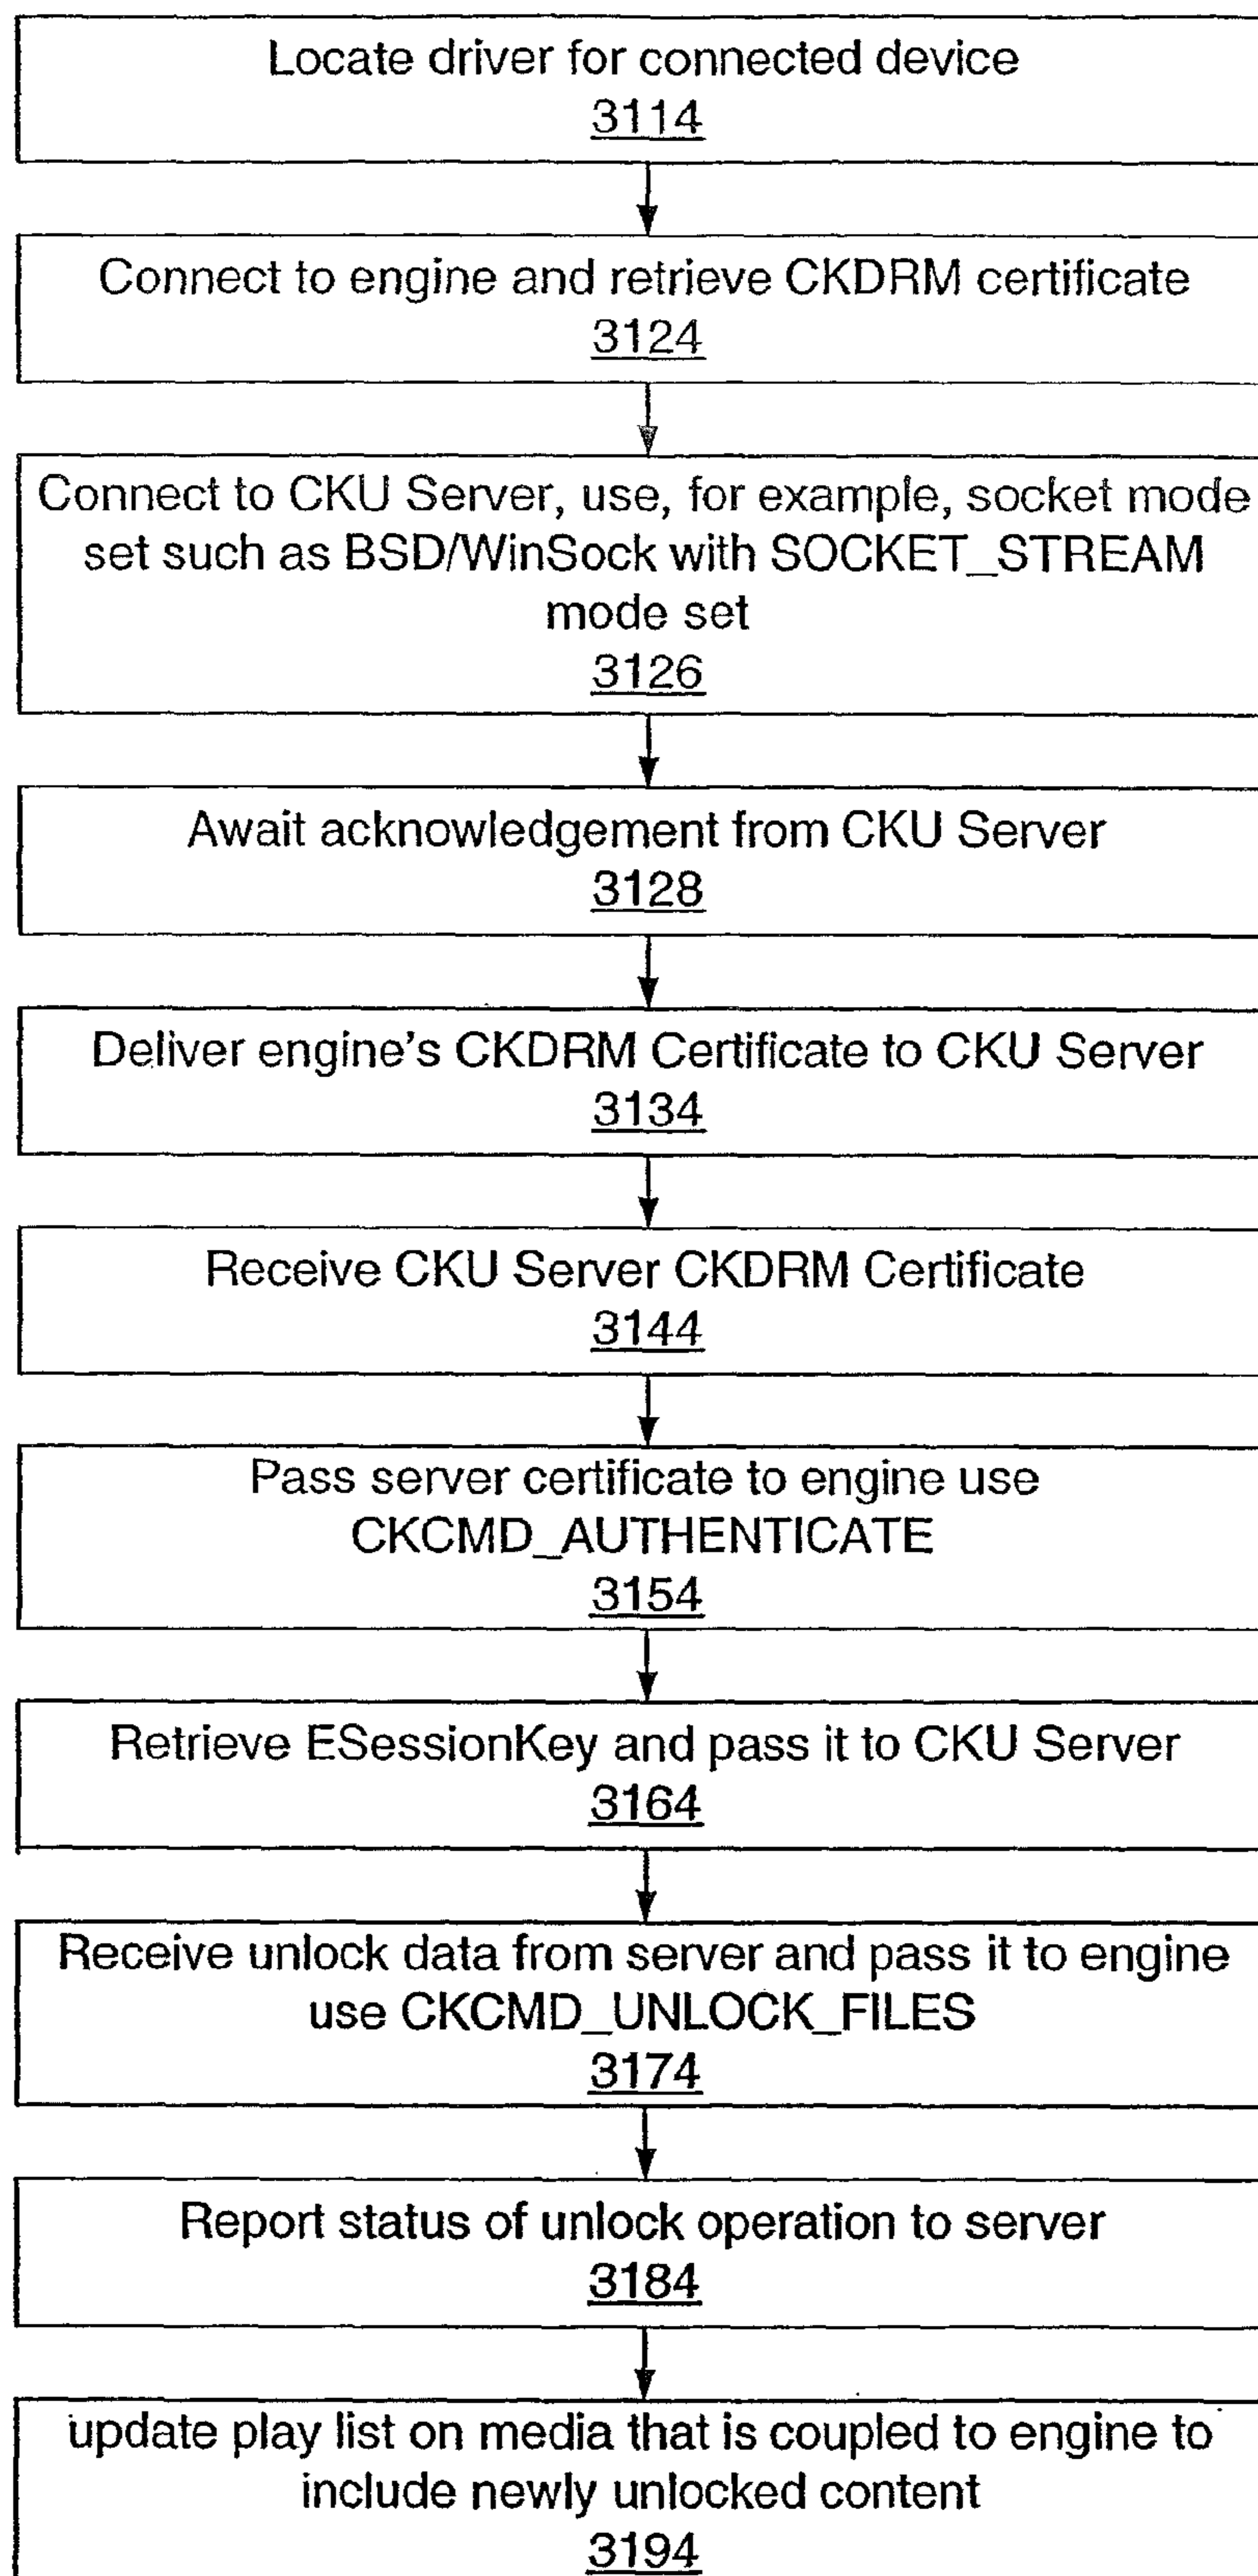 Locate driver for connected device
3114
Connect to engine and retrieve CKDRM certificate
3124
Connect to CKU Server, use, for example, socket mode
set such as BSD/WinSock with SOCKET_STREAM
mode set
3126
Await acknowledgement from CKU Server
3128
Deliver engine's CKDRM Certificate to CKU Server
3134
Receive CKU Server CKDRM Certificate
3144
Pass server certificate to engine use
CKCMD_AUTHENTICATE
3154
Retrieve ESessionKey and pass it to CKU Server
3164
Receive unlock data from server and pass it to engine
use CKCMD_UNLOCK_FILES
3174
Report status of unlock operation to server
3184
update play list on media that is coupled to engine to
include newly unlocked content
3194